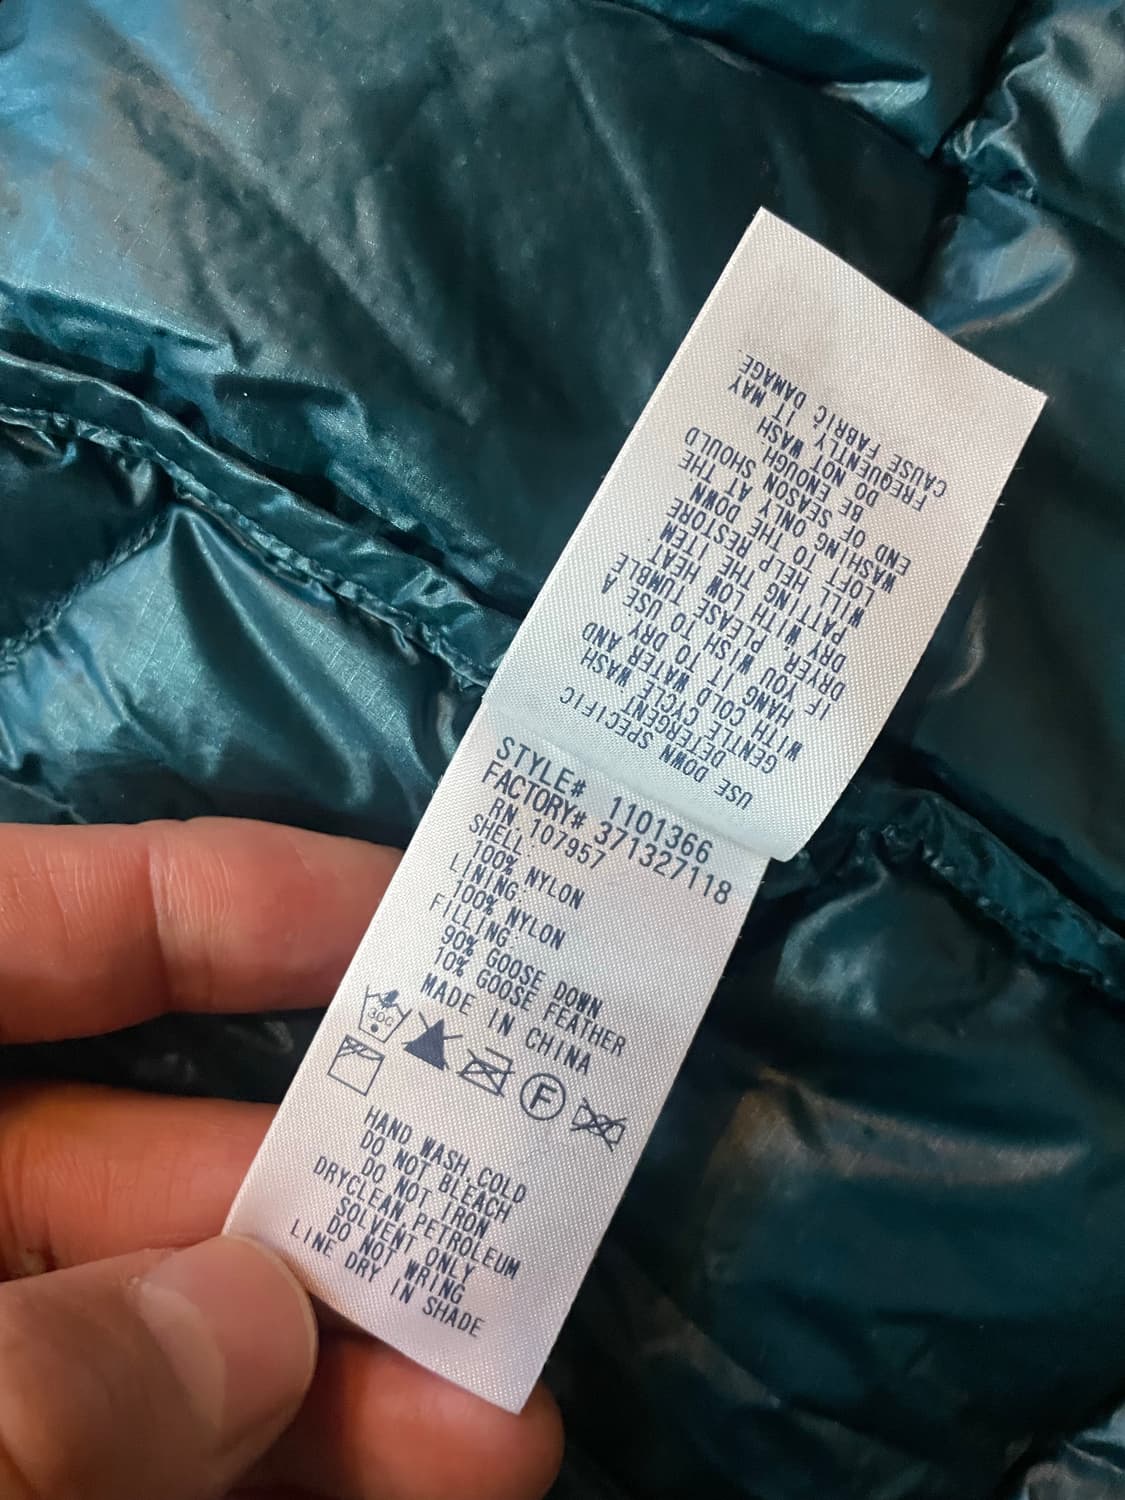 USE DOWN SPECIFIC
DETERGENT
GENTLE CYCLE WASH
WITH COLD WATER AND
HANG IT TO DRY
IF YOU WISH TO USE A
DRYER PLEASE TUMBLE
DRY WITH LOW HEAT
PATTING THE ITEM
WILL HELP RESTORE
LOFT TO THE DOWN.
WASHING ONLY AT THE
END OF SEASON SHOULD
BE ENOUGH,
DO NOT WASH
FREQUENTLY, IT MAY
CAUSE FABRIC DAMAGE.
STYLE# 1101366
FACTORY# 371327118
RN 107957
SHELL:
100% NYLON
LINING:
100% NYLON
FILLING:
90% GOOSE DOWN
10% GOOSE FEATHER
MADE IN CHINA
30C
F
HAND WASH COLD
DO NOT BLEACH
DO NOT IRON
DRYCLEAN PETROLEUM
SOLVENT ONLY
DO NOT WRING
LINE DRY IN SHADE